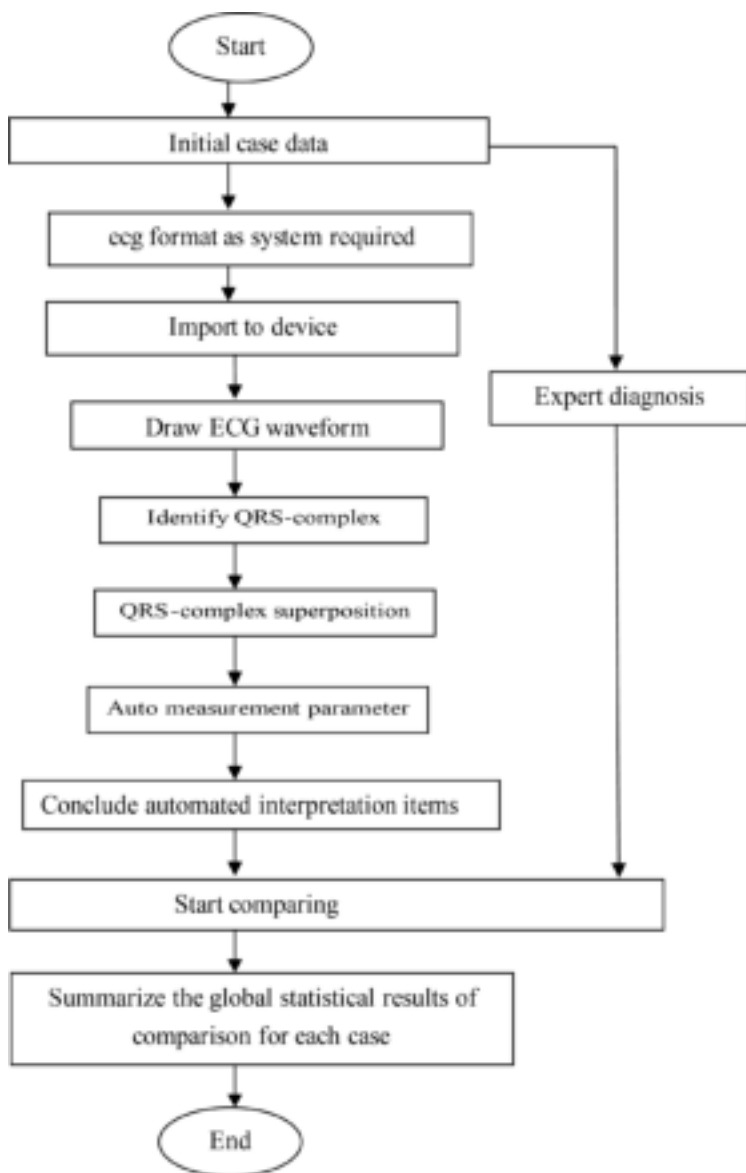 Start
Initial case data
ecg format as system required
Import to device
Expert diagnosis
Draw ECG waveform
Identify QRS-complex
QRS-complex superposition
Auto measurement parameter
Conclude automated interpretation items
Start comparing
Summarize the global statistical results of
comparison for each case
End